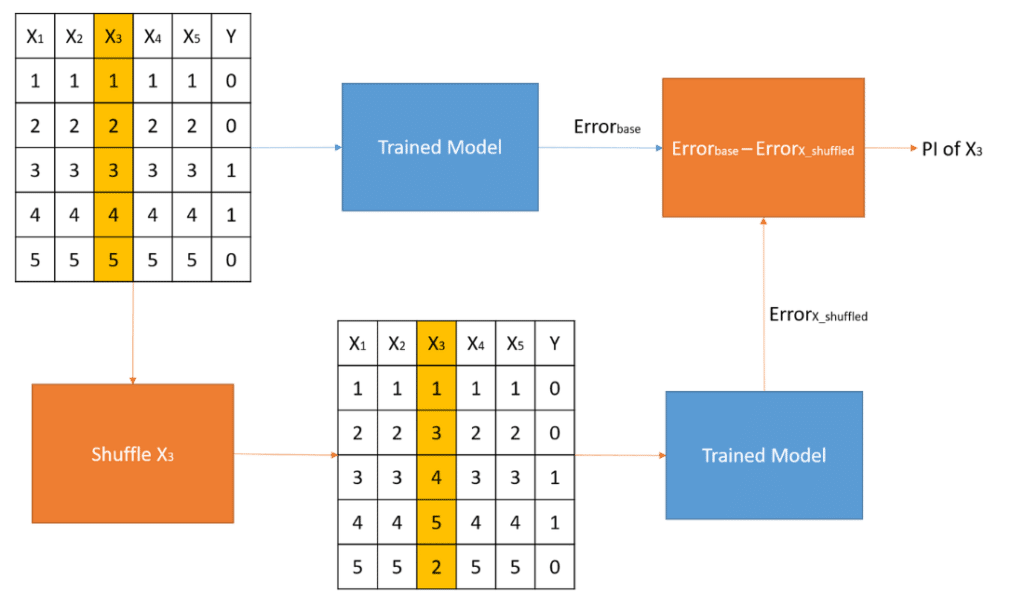 X1 X2 X3 X4 X5 Y
1 1 1 1 1 0
2 2 2 2 2 0
3 3 3 3 3 1
4 4 4 4 4 1
5 5 5 5 5 0
Trained Model
Errorbase
Errorbase – ErrorX_shuffled
PI of X3
ErrorX_shuffled
Shuffle X3
X1 X2 X3 X4 X5 Y
1 1 1 1 1 0
2 2 3 2 2 0
3 3 4 3 3 1
4 4 5 4 4 1
5 5 2 5 5 0
Trained Model